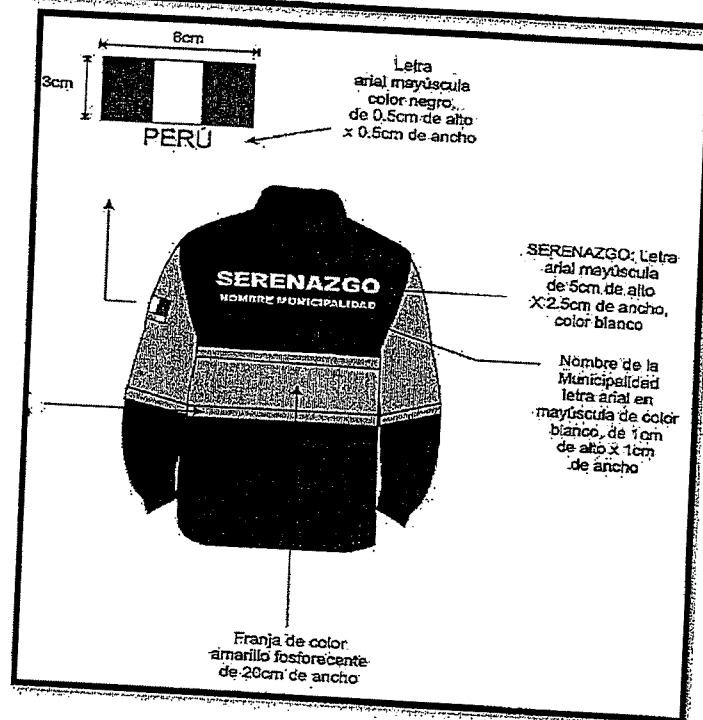 6cm
3cm
PERÚ
Letra
arial mayúscula
color negro,
de 0.5cm de alto
x 0.5cm de ancho
SERENAZGO
NOMBRE MUNICIPALIDAD
SERENAZGO: Letra
arial mayúscula
de 5cm de alto
X 2.5cm de ancho,
color blanco
Nombre de la
Municipalidad
letra arial en
mayúscula de color
blanco, de 1cm
de alto x 1cm
de ancho
Franja de color
amarillo fosforecente
de 20cm de ancho